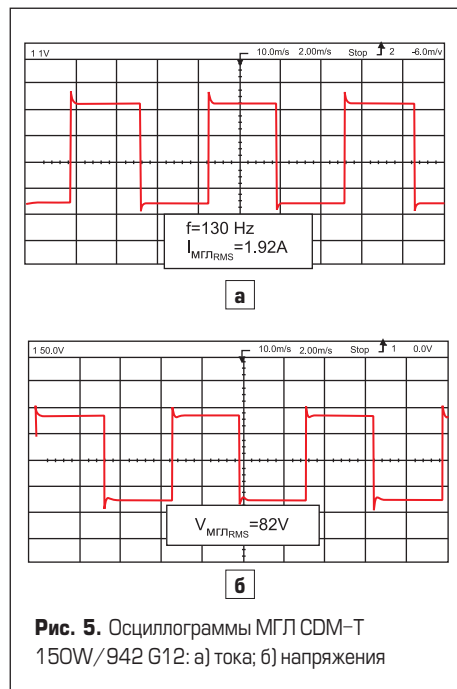 1 1V 10.0m/s 2.00m/s Stop 2 -6.0m/v
f=130 Hz
IМГЛRMS=1.92A
а
1 50.0V 10.0m/s 2.00m/s Stop 1 0.0V
VМГЛRMS=82V
б
Рис. 5. Осциллограммы МГЛ CDM–T
150W/942 G12: а) тока; б) напряжения